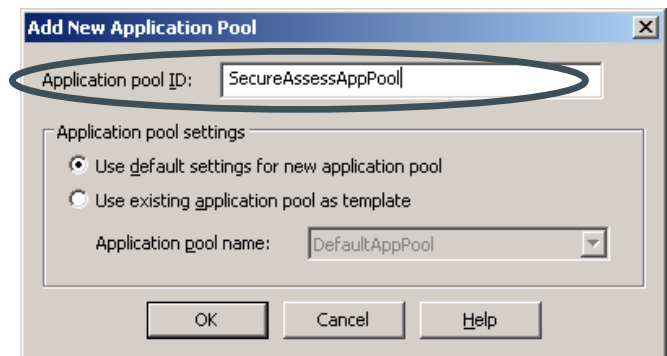 Add New Application Pool
Application pool ID: SecureAssessAppPool
Application pool settings
Use default settings for new application pool
Use existing application pool as template
Application pool name: DefaultAppPool
OK Cancel Help